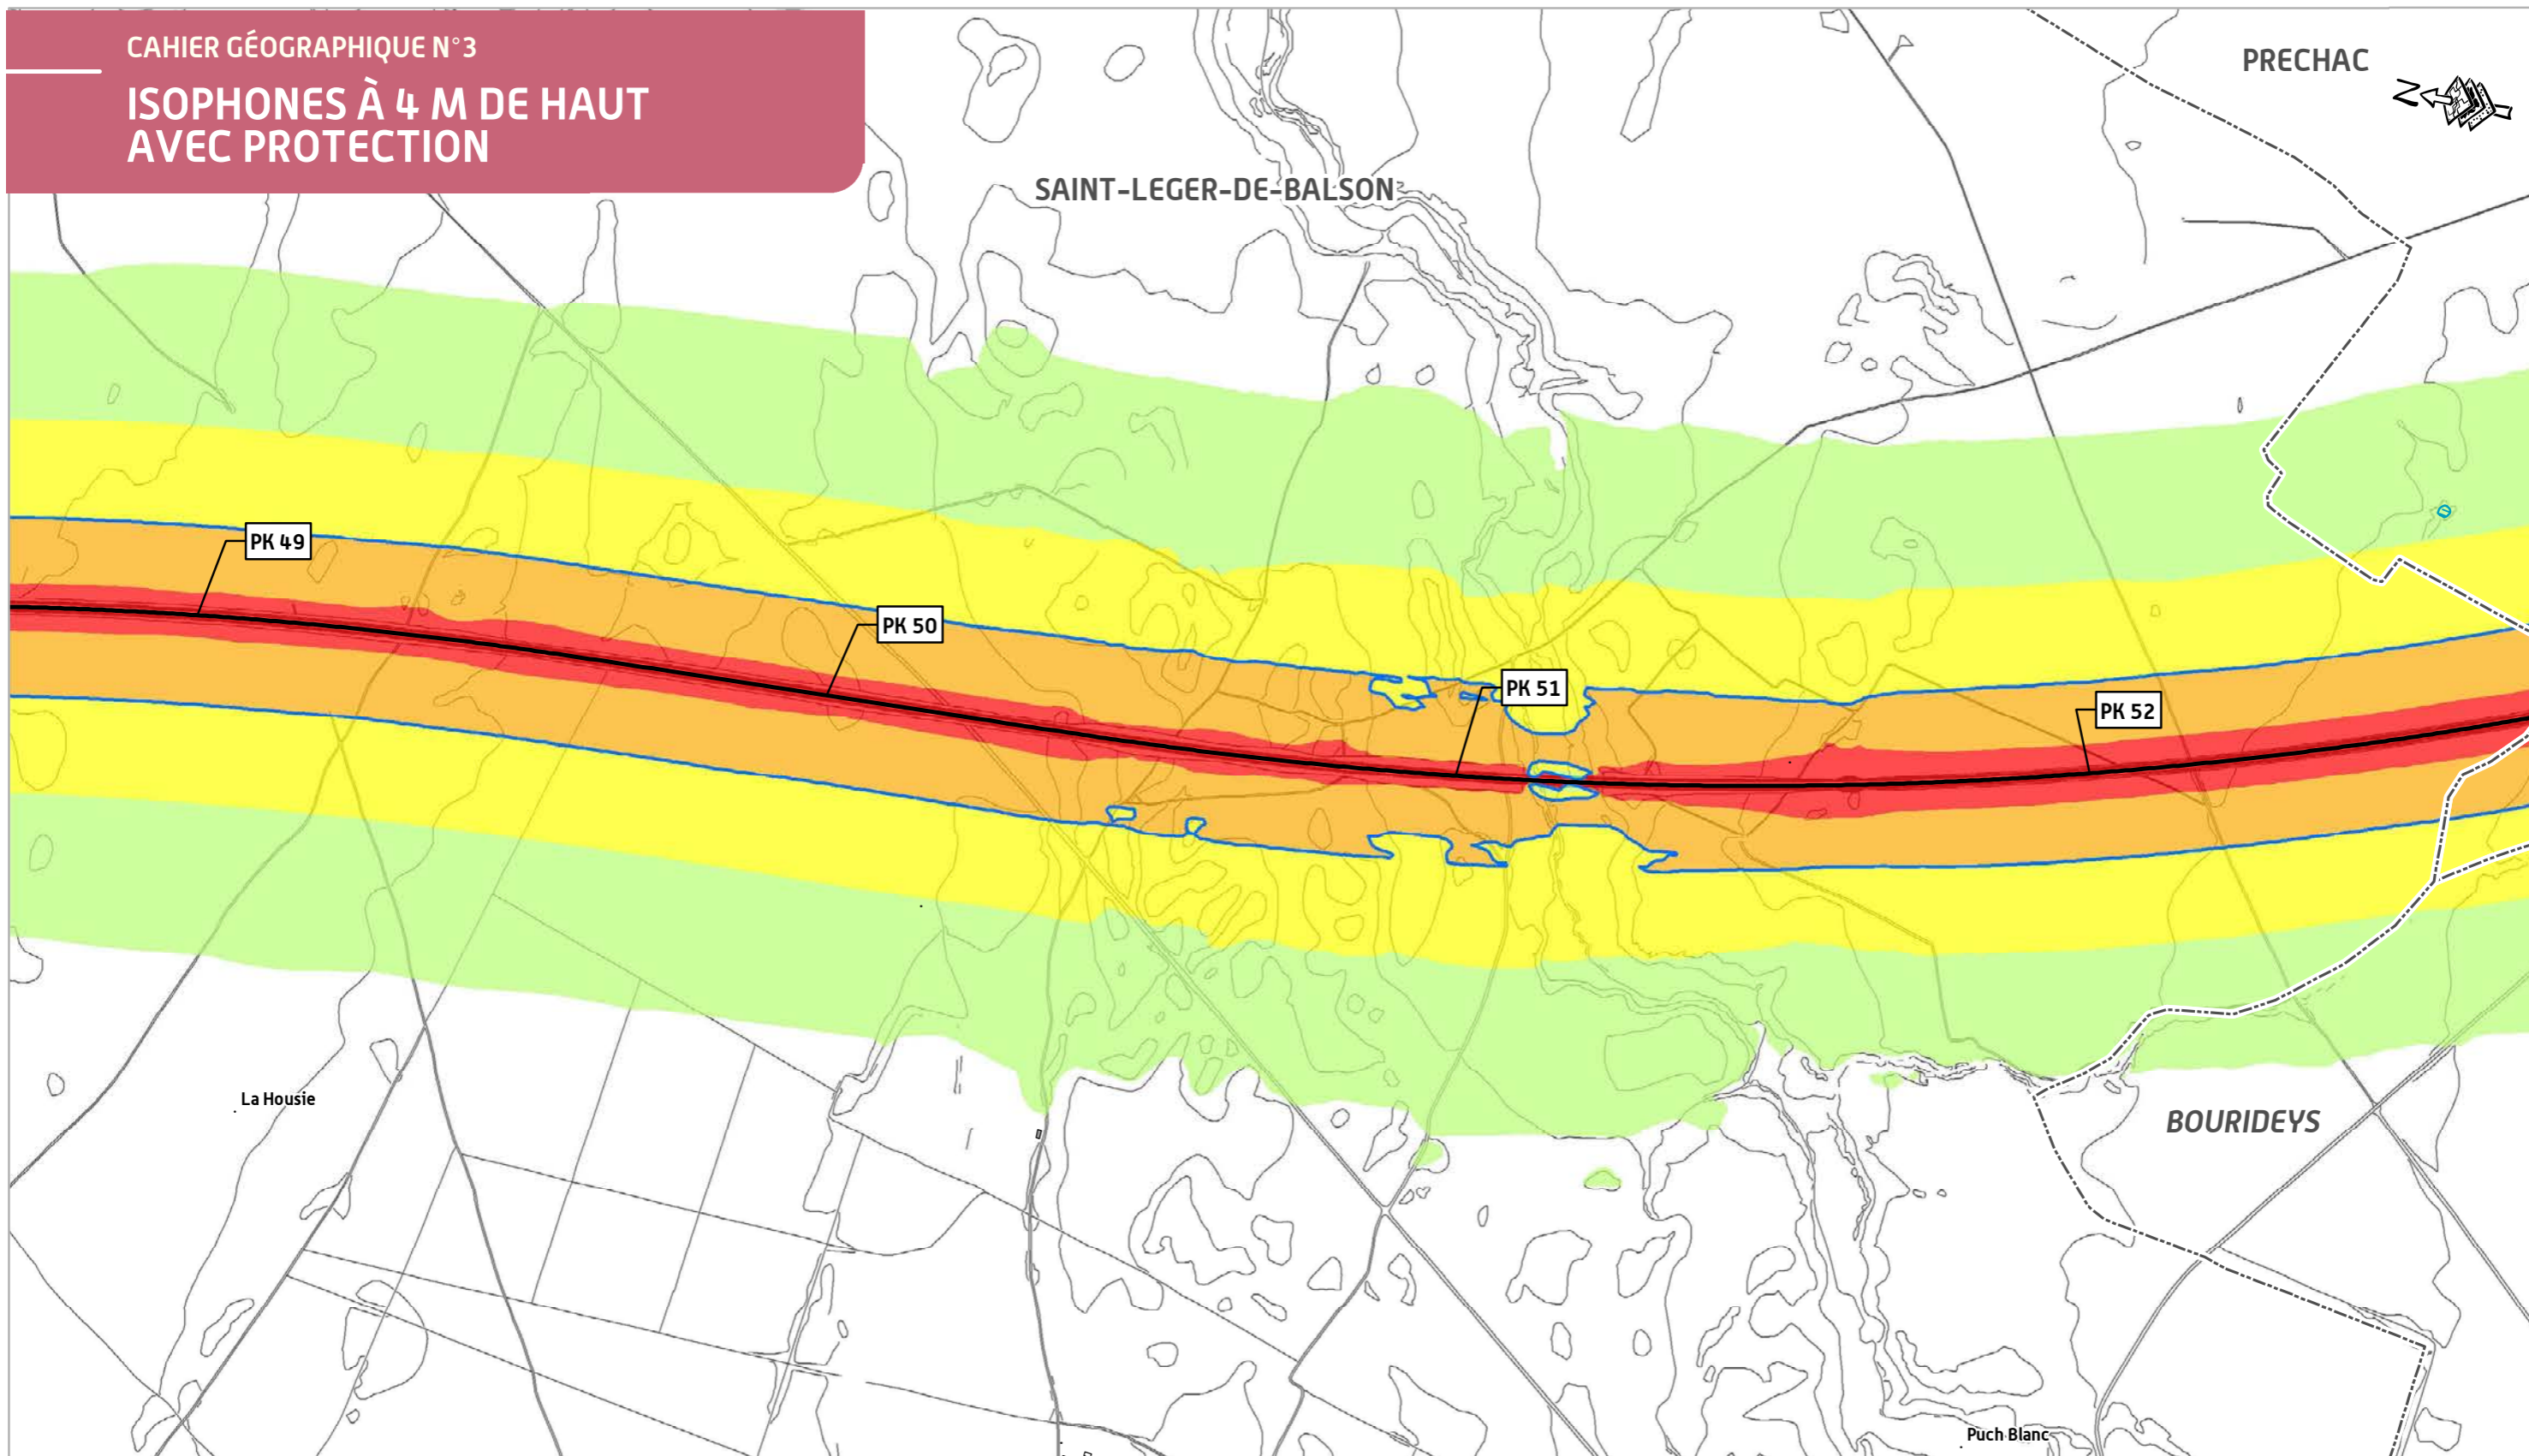 CAHIER GÉOGRAPHIQUE N°3
ISOPHONES À 4 M DE HAUT
AVEC PROTECTION
PRECHAC
N
SAINT-LEGER-DE-BALSON
PK 49
PK 50
PK 51
PK 52
La Housie
BOURIDEYS
Puch Blanc